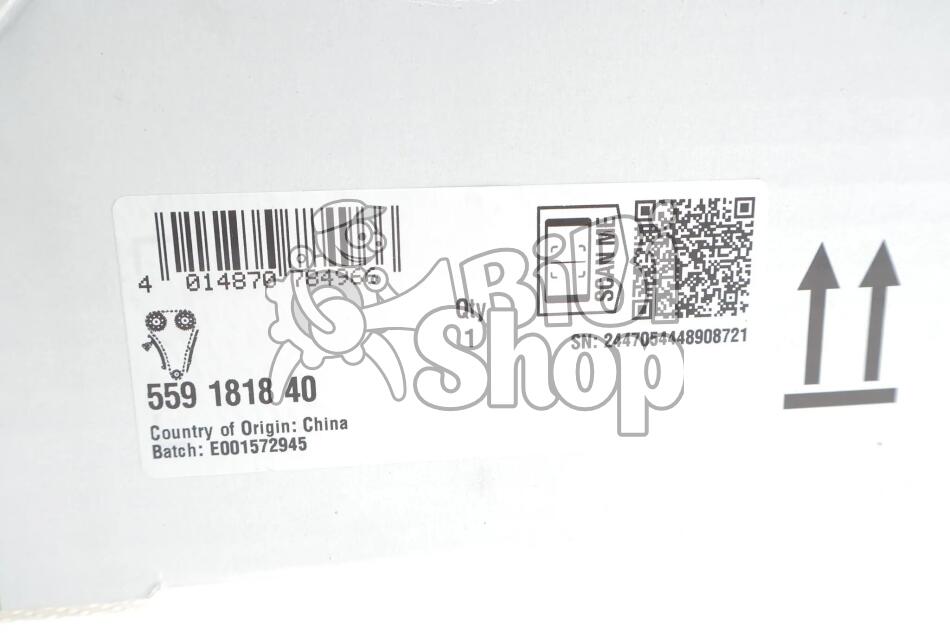 4 014870 784966
Qty
1
SCAN ME
SN: 2447054448908721
559 1818 40
Country of Origin: China
Batch: E001572945
BiBi
Shop